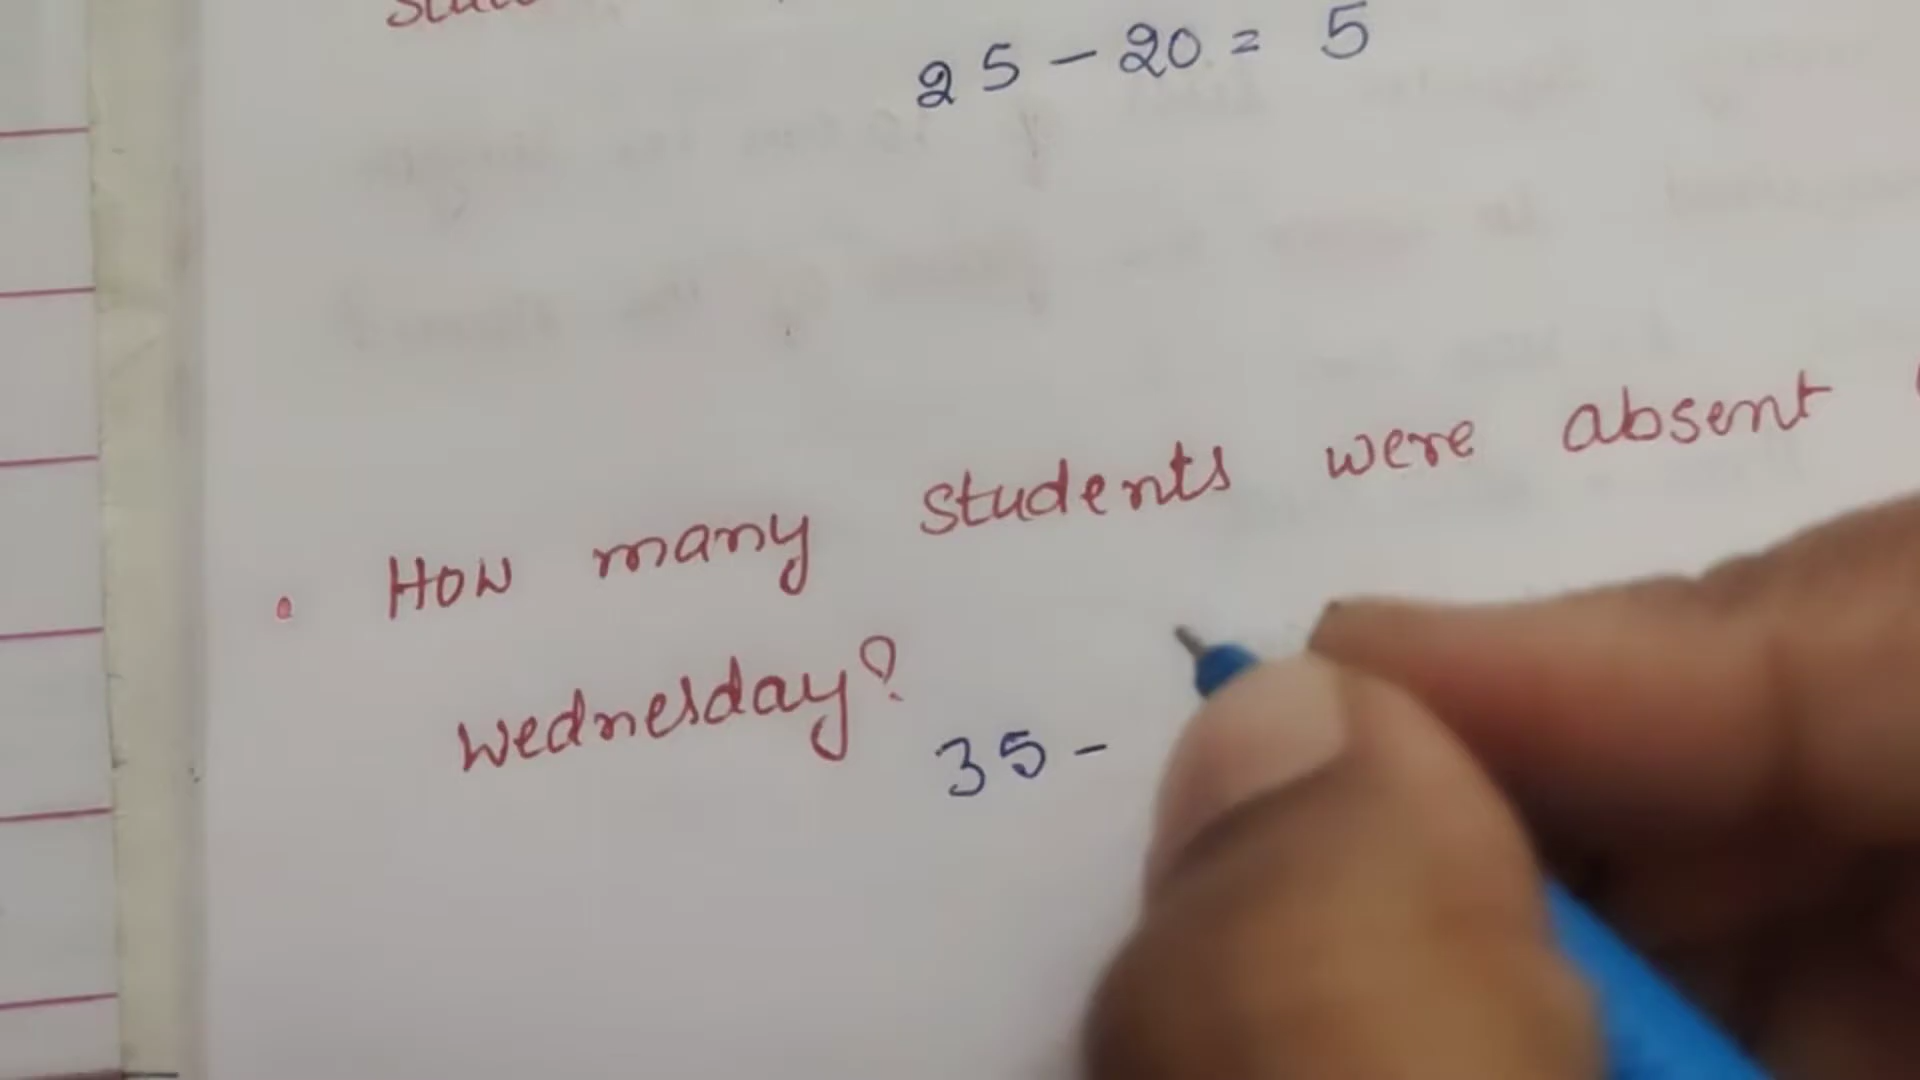 25 - 20 = 5
• How many students were absent
wednesday?
35 -